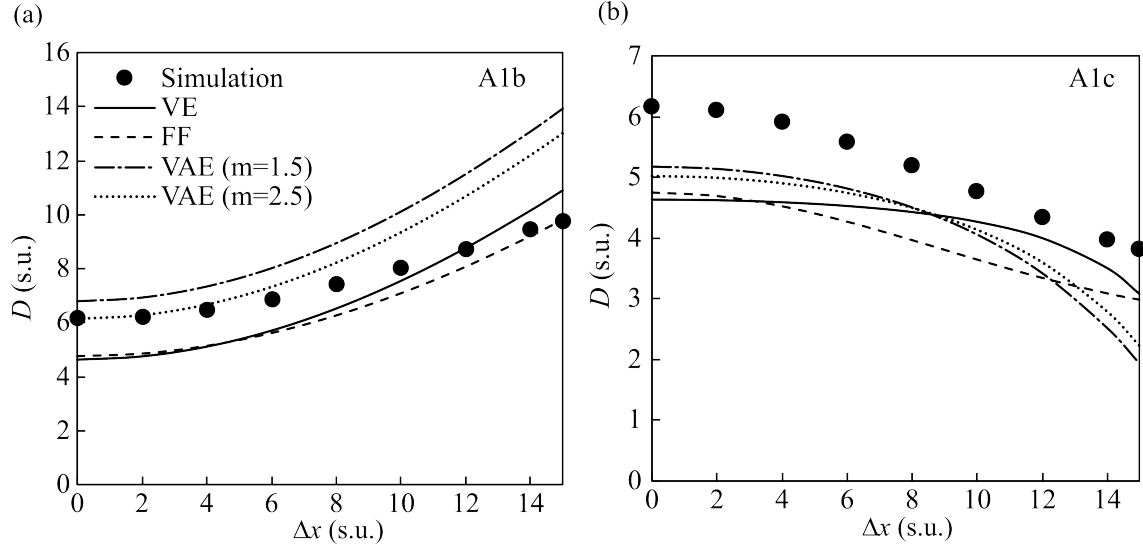 (a)
16
14
12
10
8
6
4
2
0
D (s.u.)
Simulation
VE
FF
VAE (m=1.5)
VAE (m=2.5)
A1b
0 2 4 6 8 10 12 14
Δx (s.u.)
(b)
7
6
5
4
3
2
1
0
D (s.u.)
A1c
0 2 4 6 8 10 12 14
Δx (s.u.)